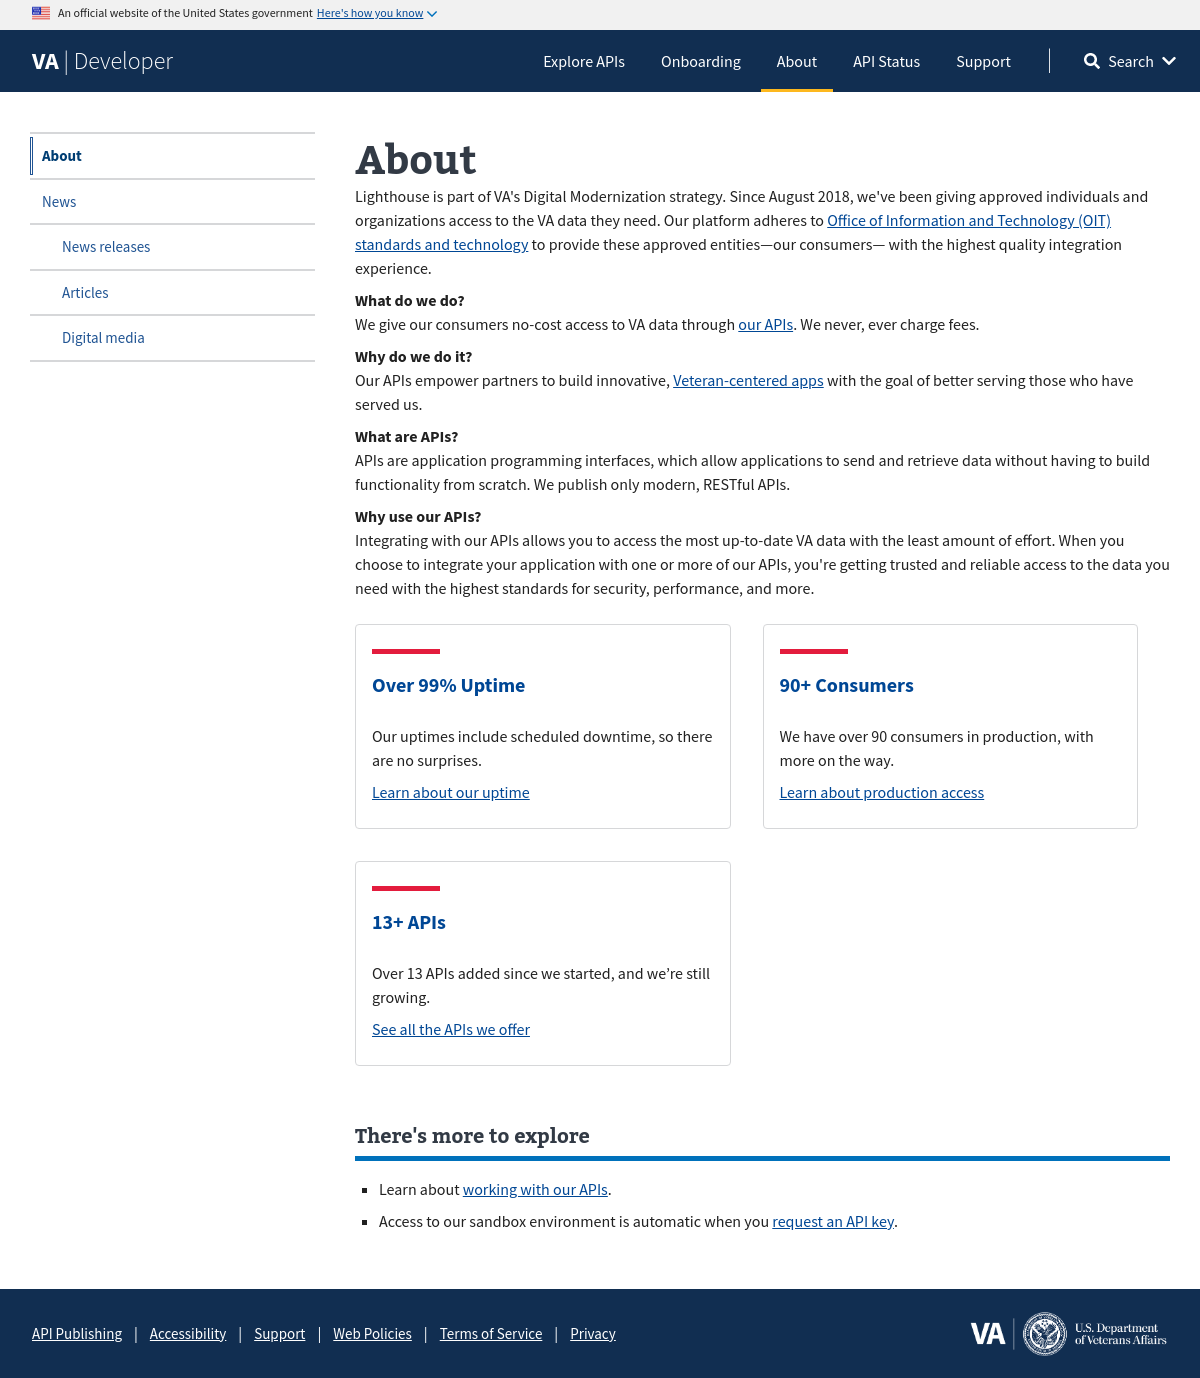 An official website of the United States government Here's how you know
VA | Developer
Explore APIs
Onboarding
About
API Status
Support
Search
About
News
News releases
Articles
Digital media
About
Lighthouse is part of VA's Digital Modernization strategy. Since August 2018, we've been giving approved individuals and
organizations access to the VA data they need. Our platform adheres to Office of Information and Technology (OIT)
standards and technology to provide these approved entities—our consumers— with the highest quality integration
experience.
What do we do?
We give our consumers no-cost access to VA data through our APIs. We never, ever charge fees.
Why do we do it?
Our APIs empower partners to build innovative, Veteran-centered apps with the goal of better serving those who have
served us.
What are APIs?
APIs are application programming interfaces, which allow applications to send and retrieve data without having to build
functionality from scratch. We publish only modern, RESTful APIs.
Why use our APIs?
Integrating with our APIs allows you to access the most up-to-date VA data with the least amount of effort. When you
choose to integrate your application with one or more of our APIs, you're getting trusted and reliable access to the data you
need with the highest standards for security, performance, and more.
Over 99% Uptime
Our uptimes include scheduled downtime, so there
are no surprises.
Learn about our uptime
90+ Consumers
We have over 90 consumers in production, with
more on the way.
Learn about production access
13+ APIs
Over 13 APIs added since we started, and we’re still
growing.
See all the APIs we offer
There's more to explore
Learn about working with our APIs.
Access to our sandbox environment is automatic when you request an API key.
API Publishing | Accessibility | Support | Web Policies | Terms of Service | Privacy
VA
U.S. Department
of Veterans Affairs